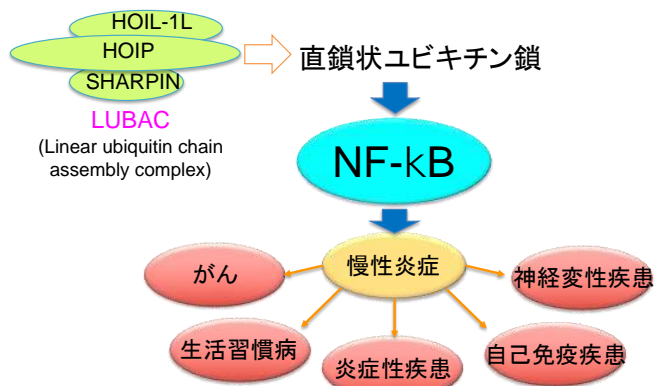 HOIL-1L
HOIP
SHARPIN
LUBAC
(Linear ubiquitin chain
assembly complex)
直鎖状ユビキチン鎖
NF-kB
慢性炎症
がん
神経変性疾患
生活習慣病
炎症性疾患
自己免疫疾患